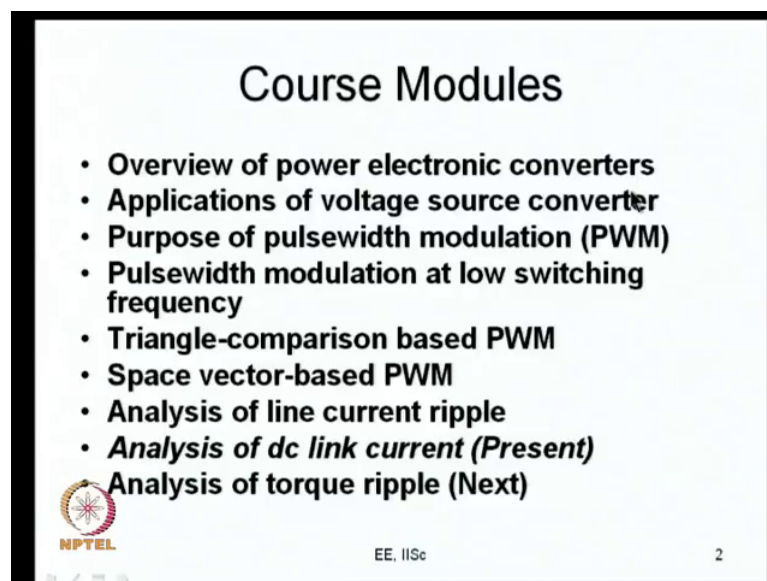 Course Modules
• Overview of power electronic converters
• Applications of voltage source converter
• Purpose of pulsewidth modulation (PWM)
• Pulsewidth modulation at low switching
frequency
• Triangle-comparison based PWM
• Space vector-based PWM
• Analysis of line current ripple
• Analysis of dc link current (Present)
Analysis of torque ripple (Next)
NPTEL
EE, IISc
2